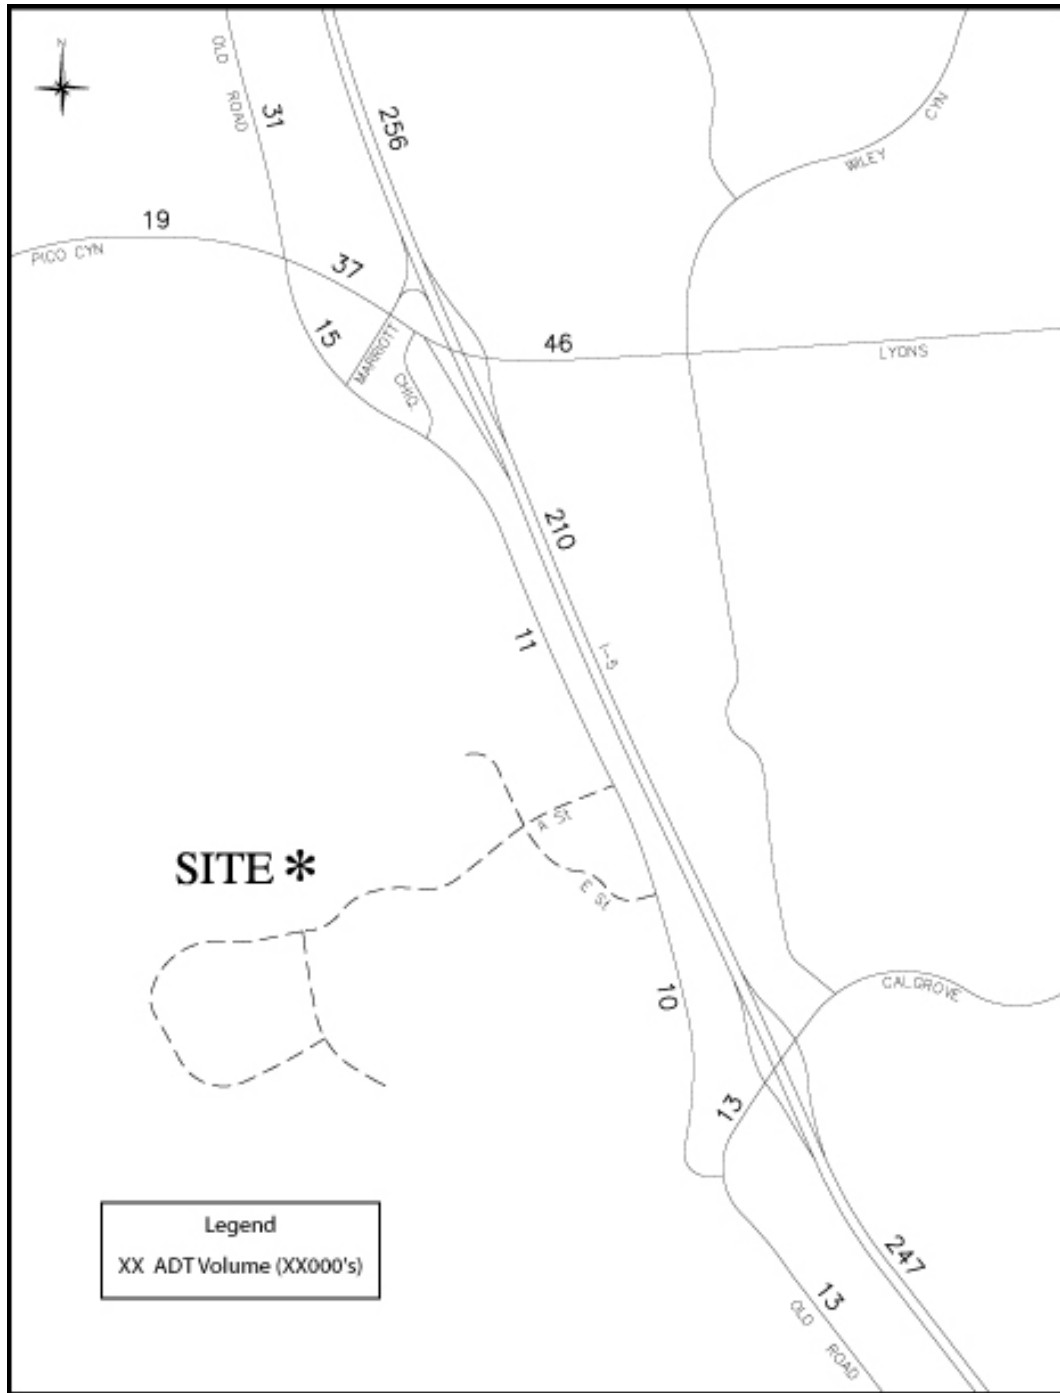 N
OLD ROAD
31
256
WILEY CYN
19
PICO CYN
37
15
MARRIOTT
CHIQ.
46
LYONS
210
I-5
11
A St
SITE *
E St.
10
CALGROVE
13
247
13
OLD ROAD
Legend
XX ADT Volume (XX000's)